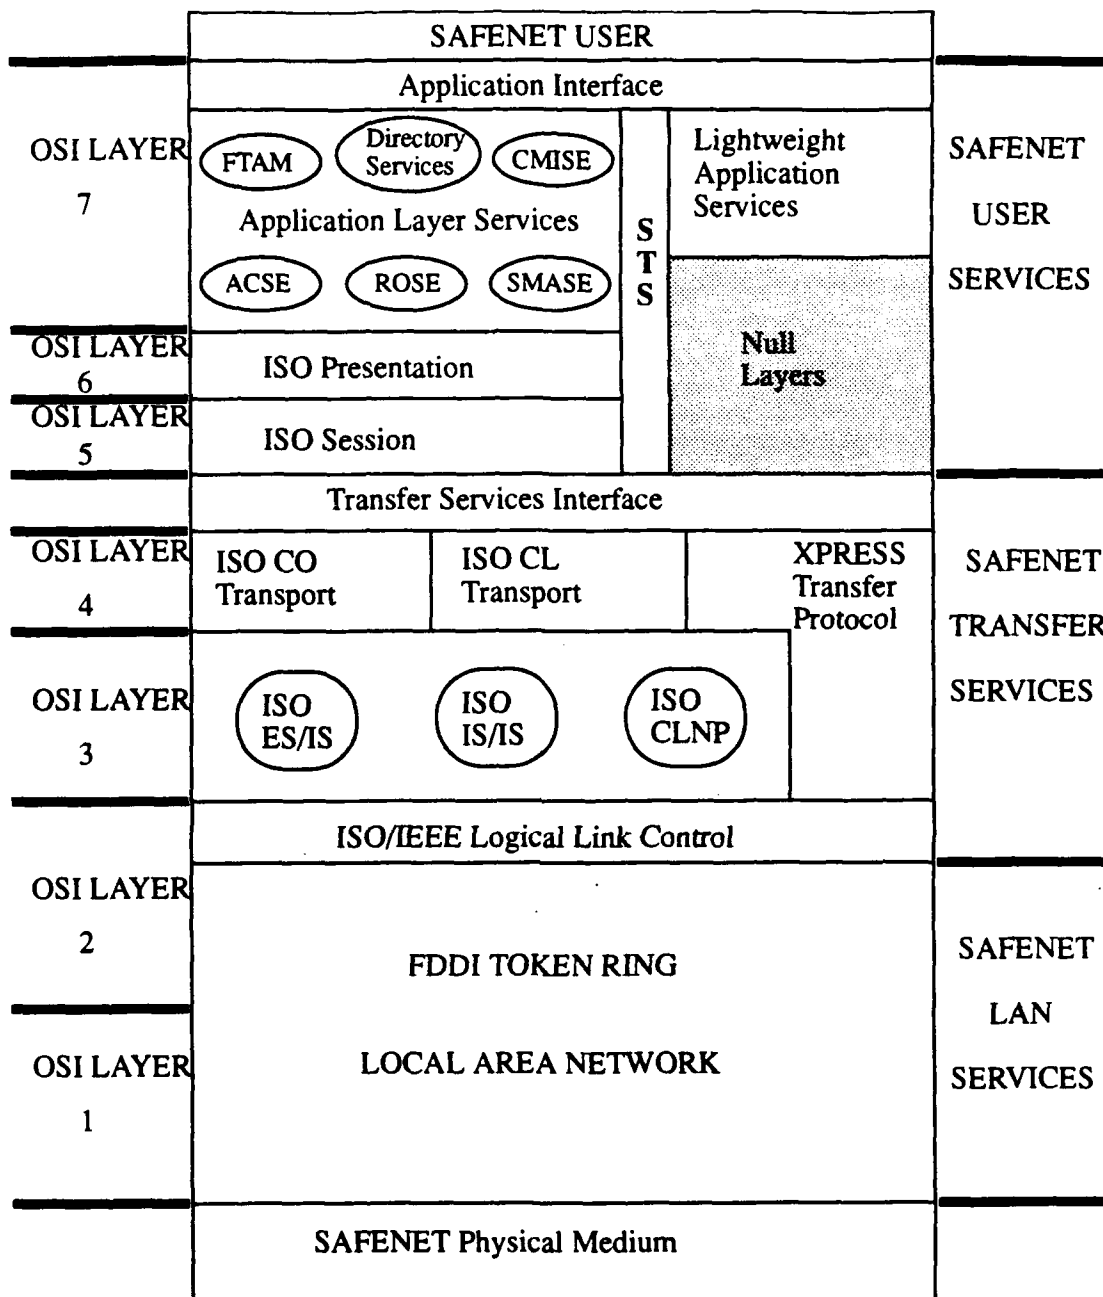 SAFENET USER
Application Interface
OSI LAYER
7
FTAM
Directory
Services
CMISE
Application Layer Services
ACSE
ROSE
SMASE
STS
Lightweight
Application
Services
Null
Layers
SAFENET
USER
SERVICES
OSI LAYER
6
ISO Presentation
OSI LAYER
5
ISO Session
Transfer Services Interface
OSI LAYER
4
ISO CO
Transport
ISO CL
Transport
XPRESS
Transfer
Protocol
SAFENET
TRANSFER
SERVICES
OSI LAYER
3
ISO
ES/IS
ISO
IS/IS
ISO
CLNP
ISO/IEEE Logical Link Control
OSI LAYER
2
FDDI TOKEN RING
SAFENET
LAN
SERVICES
OSI LAYER
1
LOCAL AREA NETWORK
SAFENET Physical Medium